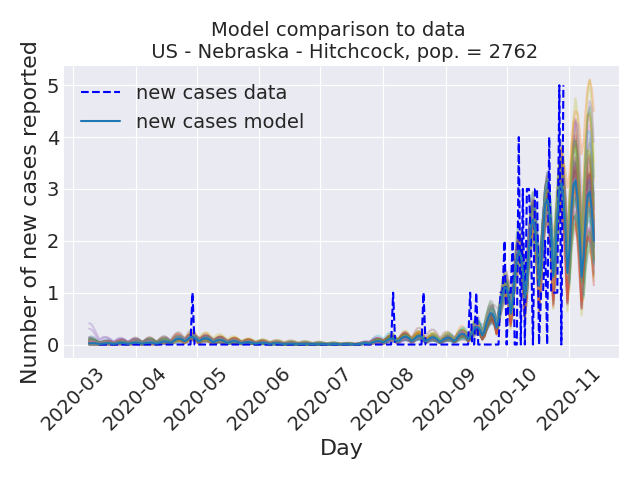 Model comparison to data
US - Nebraska - Hitchcock, pop. = 2762
new cases data
new cases model
Number of new cases reported
5
4
3
2
1
0
2020-03
2020-04
2020-05
2020-06
2020-07
2020-08
2020-09
2020-10
2020-11
Day